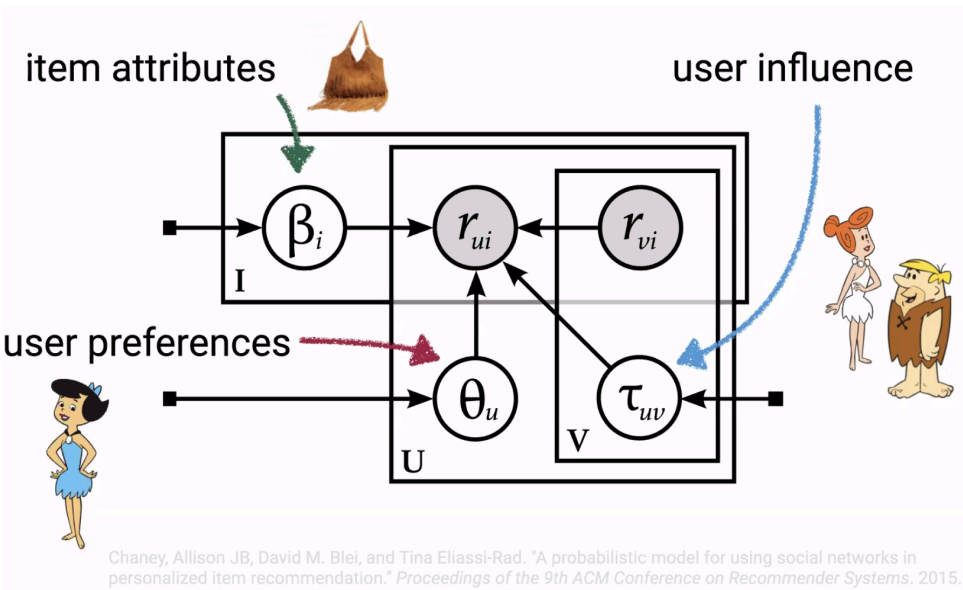 item attributes
user influence
β_i
r_ui
r_vi
I
user preferences
θ_u
τ_uv
V
U
Chaney, Allison JB, David M. Blei, and Tina Eliassi-Rad. "A probabilistic model for using social networks in
personalized item recommendation." Proceedings of the 9th ACM Conference on Recommender Systems. 2015.